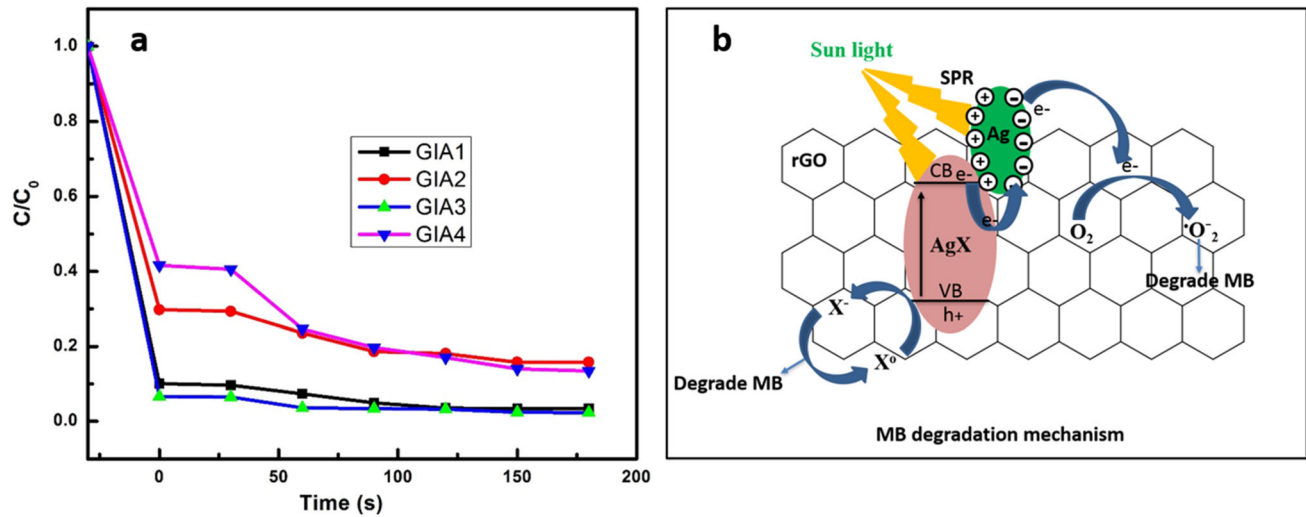 a
C/C₀
1.0
0.8
0.6
0.4
0.2
0.0
0
50
100
150
200
Time (s)
GIA1
GIA2
GIA3
GIA4
b
Sun light
SPR
+ + + + + +
- - - - - -
Ag
e-
e-
rGO
CB e-
e-
AgX
O₂
·O⁻₂
Degrade MB
VB
h+
X⁻
X⁰
Degrade MB
MB degradation mechanism